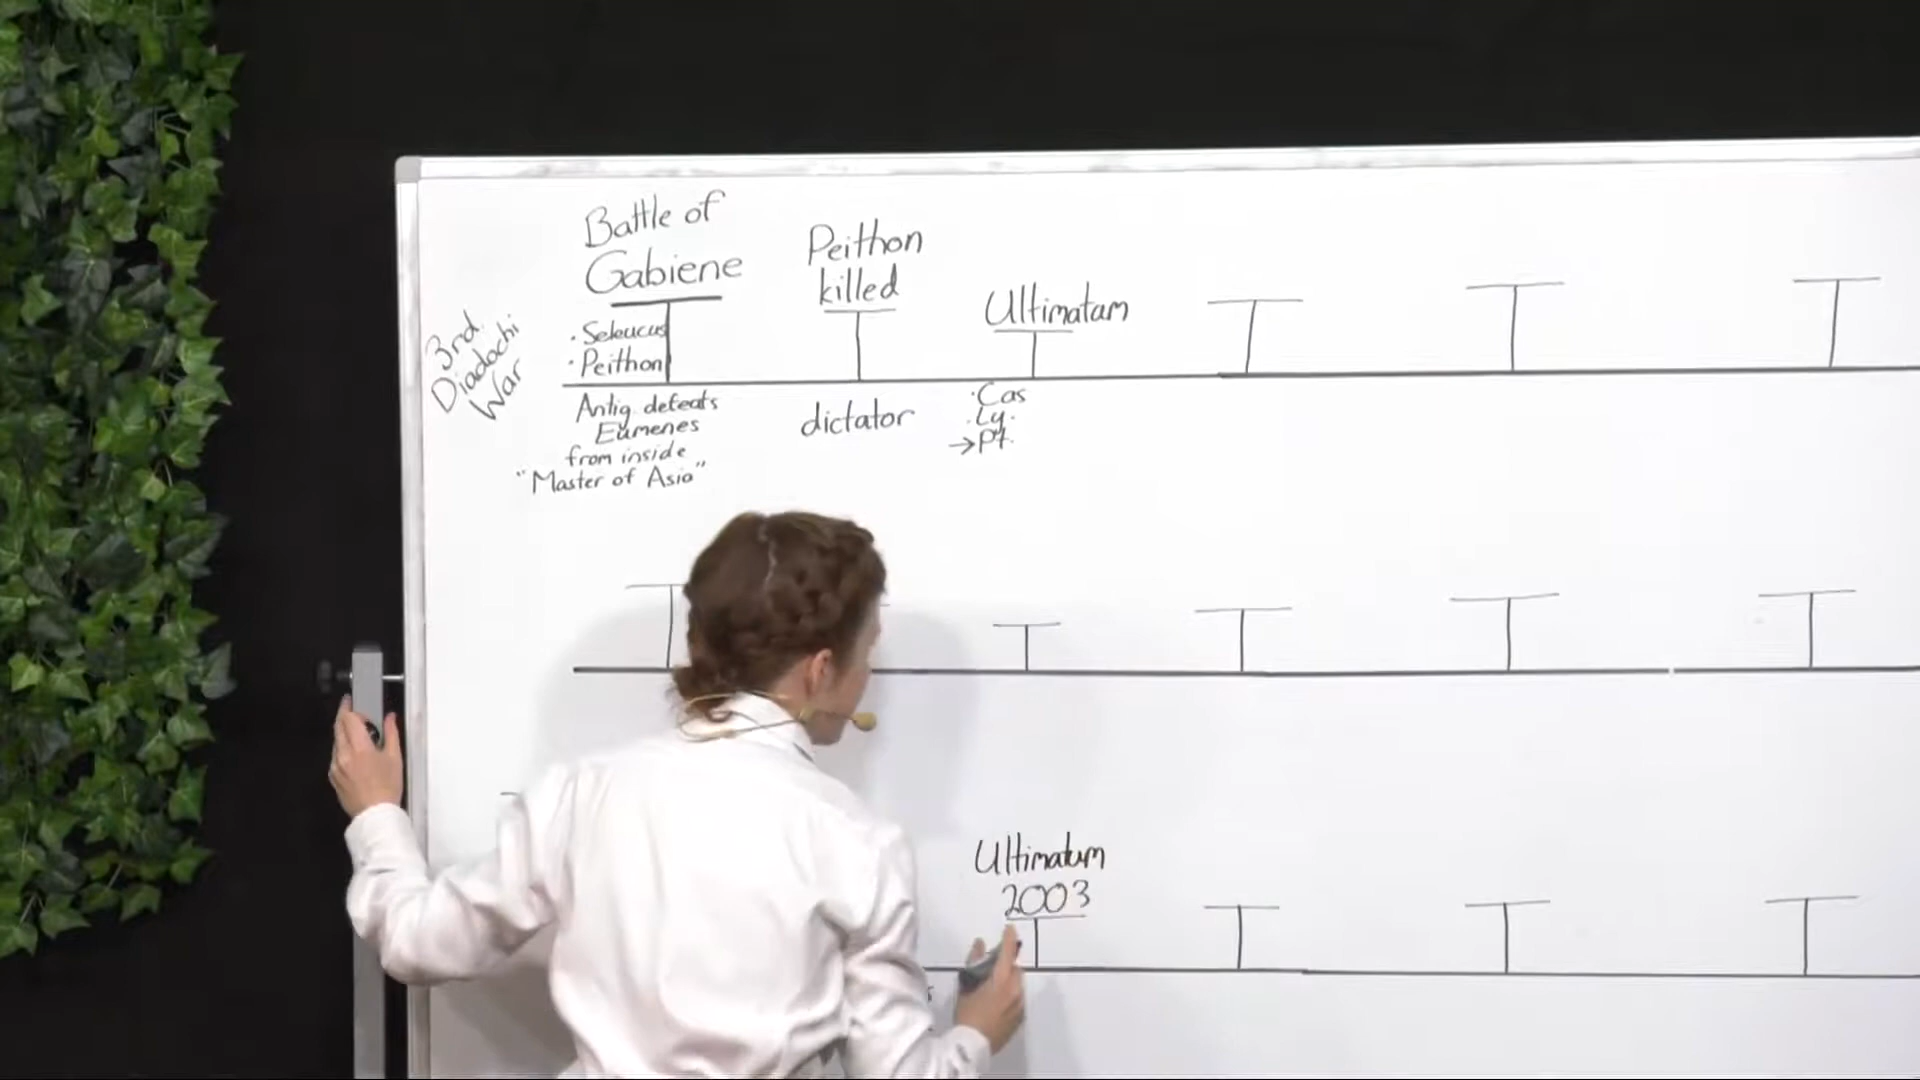 Battle of
Gabiene
Peithon
killed
Ultimatam
3rd
Diadochi
War
· Seleucus
· Peithon
Antig. defeats
Eumenes
from inside
"Master of Asia"
dictator
· Cas
· Ly.
→ Pt.
Ultimatum
2003